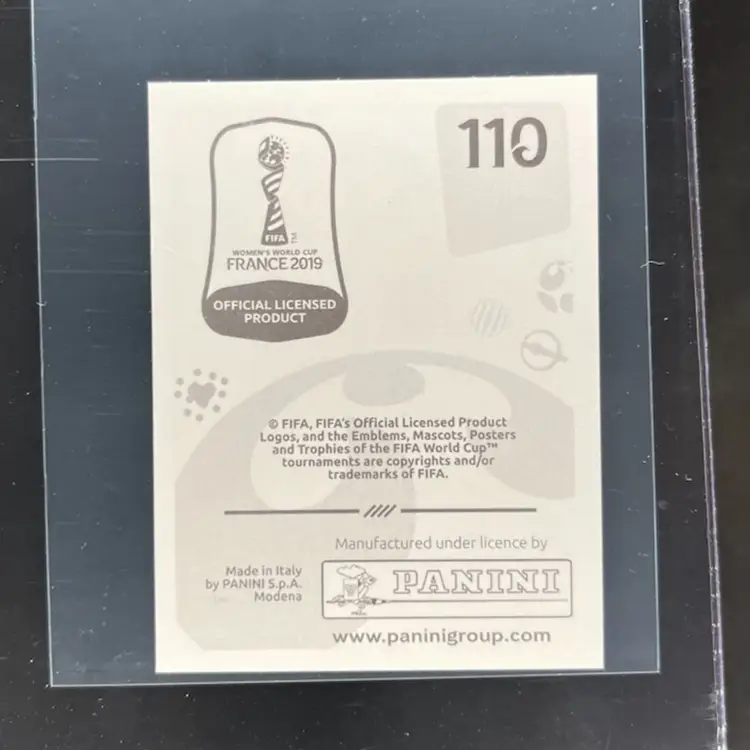 110
FIFA
TM
WOMEN'S WORLD CUP
FRANCE 2019
OFFICIAL LICENSED
PRODUCT
© FIFA, FIFA's Official Licensed Product
Logos, and the Emblems, Mascots, Posters
and Trophies of the FIFA World Cup™
tournaments are copyrights and/or
trademarks of FIFA.
Manufactured under licence by
Made in Italy
by PANINI S.p.A.
Modena
PANINI
www.paninigroup.com